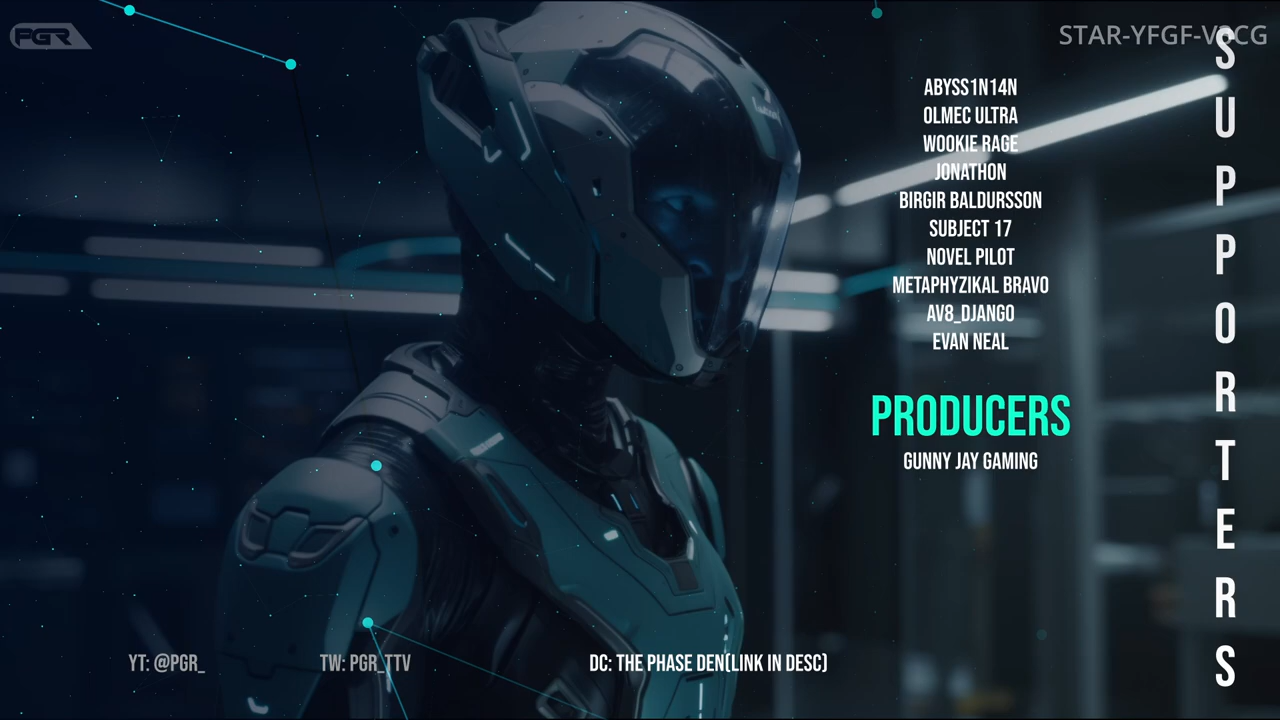 PGR
STAR-YFGF-V
CG
ABYSS1N14N
OLMEC ULTRA
WOOKIE RAGE
JONATHON
BIRGIR BALDURSSON
SUBJECT 17
NOVEL PILOT
METAPHYZIKAL BRAVO
AV8_DJANGO
EVAN NEAL
PRODUCERS
GUNNY JAY GAMING
SUPPORTERS
YT: @PGR_
TW: PGR_TTV
DC: THE PHASE DEN(LINK IN DESC)